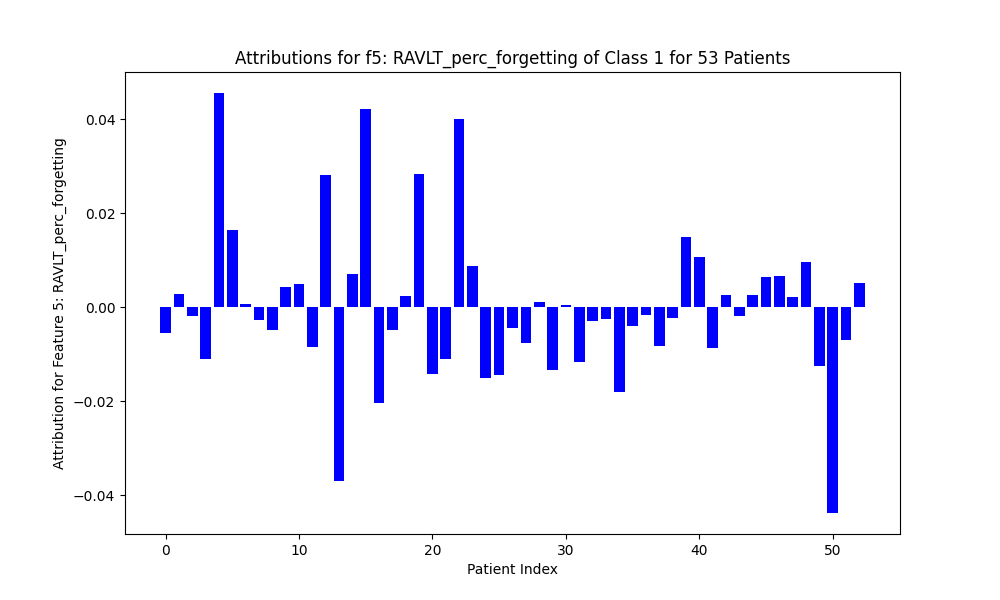 Attributions for f5: RAVLT_perc_forgetting of Class 1 for 53 Patients
Attribution for Feature 5: RAVLT_perc_forgetting
0.04
0.02
0.00
−0.02
−0.04
0 10 20 30 40 50
Patient Index